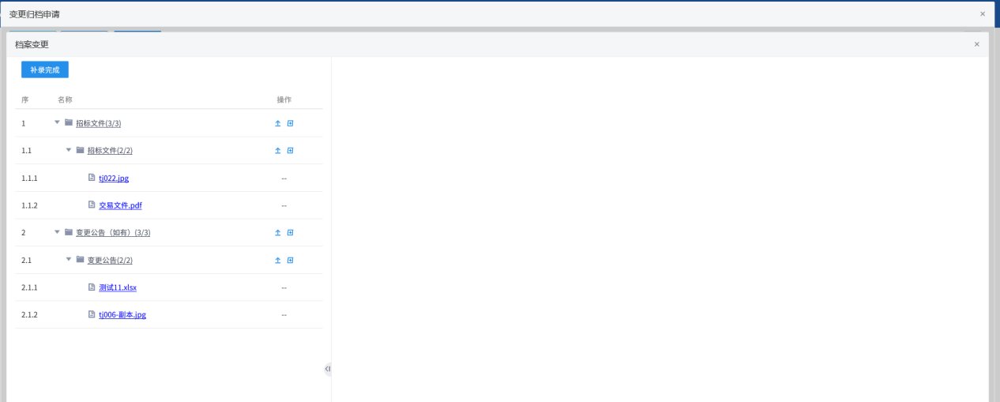 变更归档申请
档案变更
补录完成
序 名称 操作
1 招标文件(3/3)
1.1 招标文件(2/2)
1.1.1 tj022.jpg --
1.1.2 交易文件.pdf --
2 变更公告（如有）(3/3)
2.1 变更公告(2/2)
2.1.1 测试11.xlsx --
2.1.2 tj006-副本.jpg --